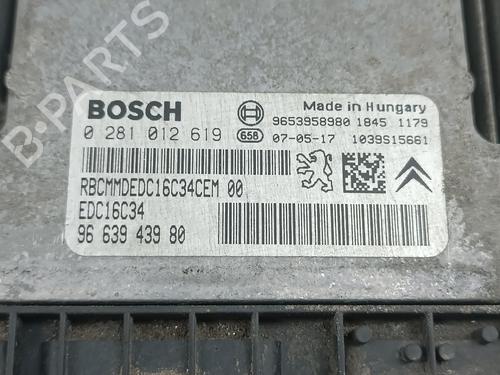 BOSCH
Made in Hungary
9653958980 1845 1179
0 281 012 619 658 07-05-17 1039S15661
RBCMMDEDC16C34CEM 00
EDC16C34
96 639 439 80
B-PARTS